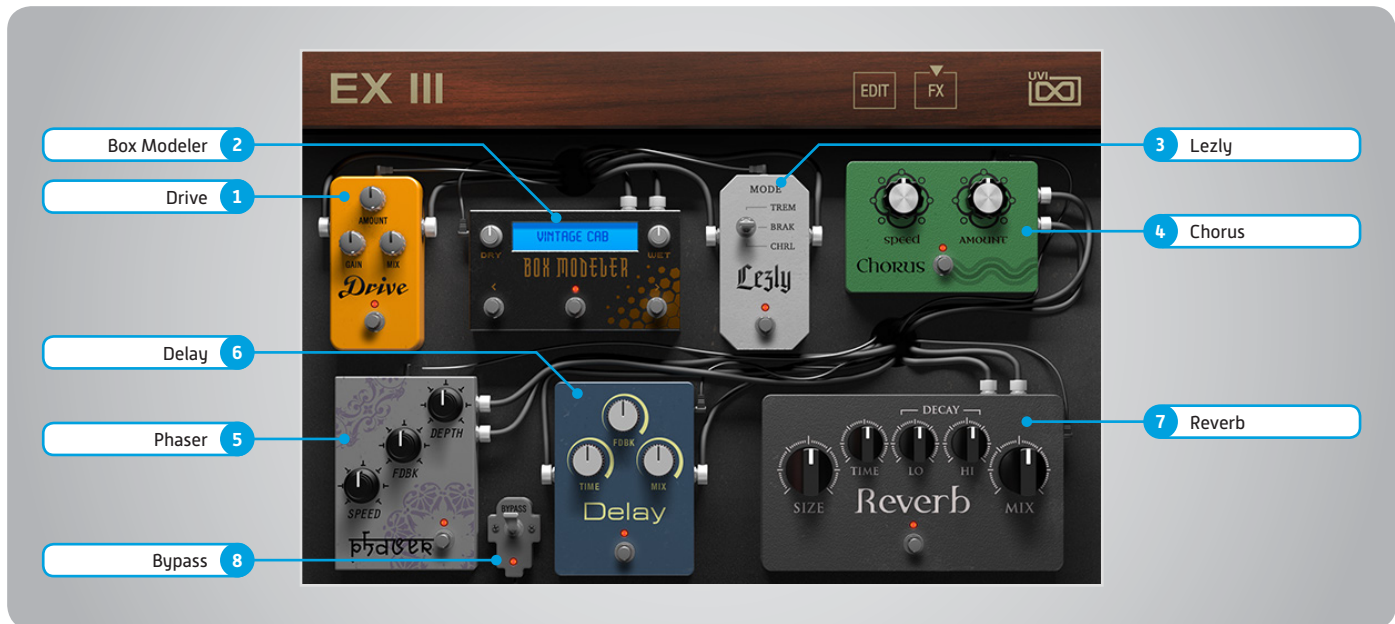 EX III
EDIT
FX
UVI
Box Modeler 2
Drive 1
3 Lezly
4 Chorus
AMOUNT
GAIN MIX
Drive
VINTAGE CAB
DRY WET
BOX MODELER
< >
MODE
TREM
BRAK
CHRL
Lezly
speed AMOUNT
Chorus
Delay 6
Phaser 5
7 Reverb
Bypass 8
DEPTH
FDBK
SPEED
phaser
BYPASS
FDBK
TIME MIX
Delay
DECAY
TIME LO HI
SIZE MIX
Reverb